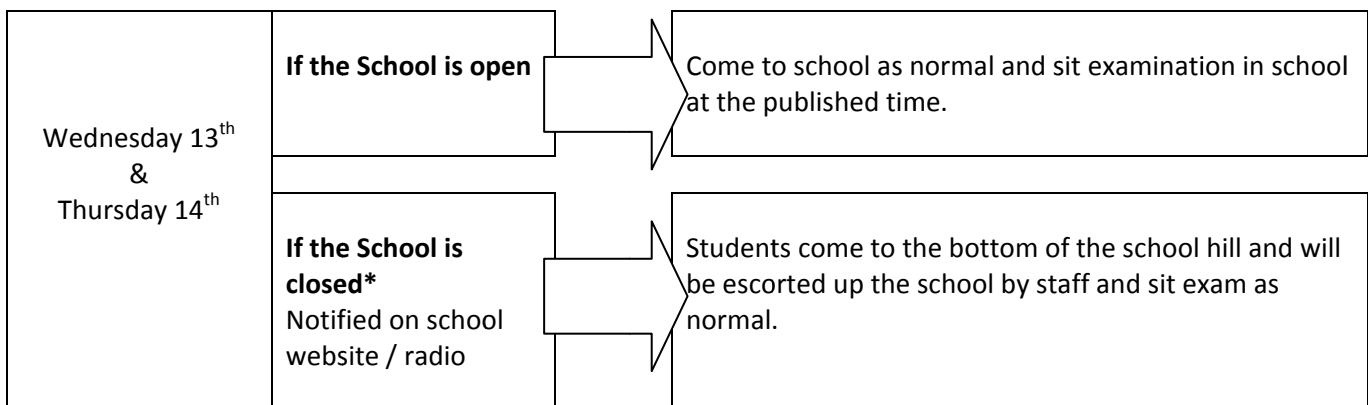 Wednesday 13th
&
Thursday 14th
If the School is open
Come to school as normal and sit examination in school
at the published time.
If the School is
closed*
Notified on school
website / radio
Students come to the bottom of the school hill and will
be escorted up the school by staff and sit exam as
normal.